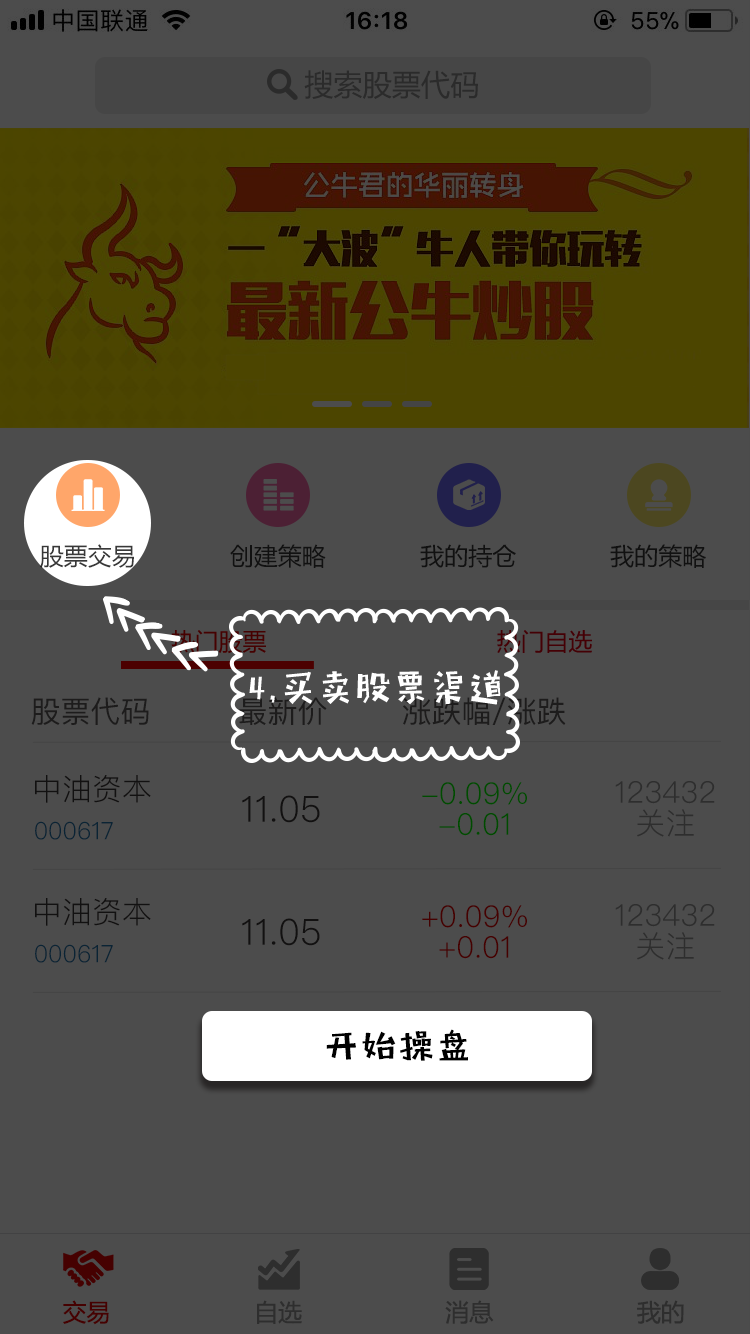 中国联通 16:18 55%
搜索股票代码
公牛君的华丽转身
一“大波”牛人带你玩转
最新公牛炒股
股票交易 创建策略 我的持仓 我的策略
热门股票 热门自选
4.买卖股票渠道
股票代码 最新价 涨跌幅/涨跌
中油资本 11.05 -0.09% 123432
000617 -0.01 关注
中油资本 11.05 +0.09% 123432
000617 +0.01 关注
开始操盘
交易 自选 消息 我的